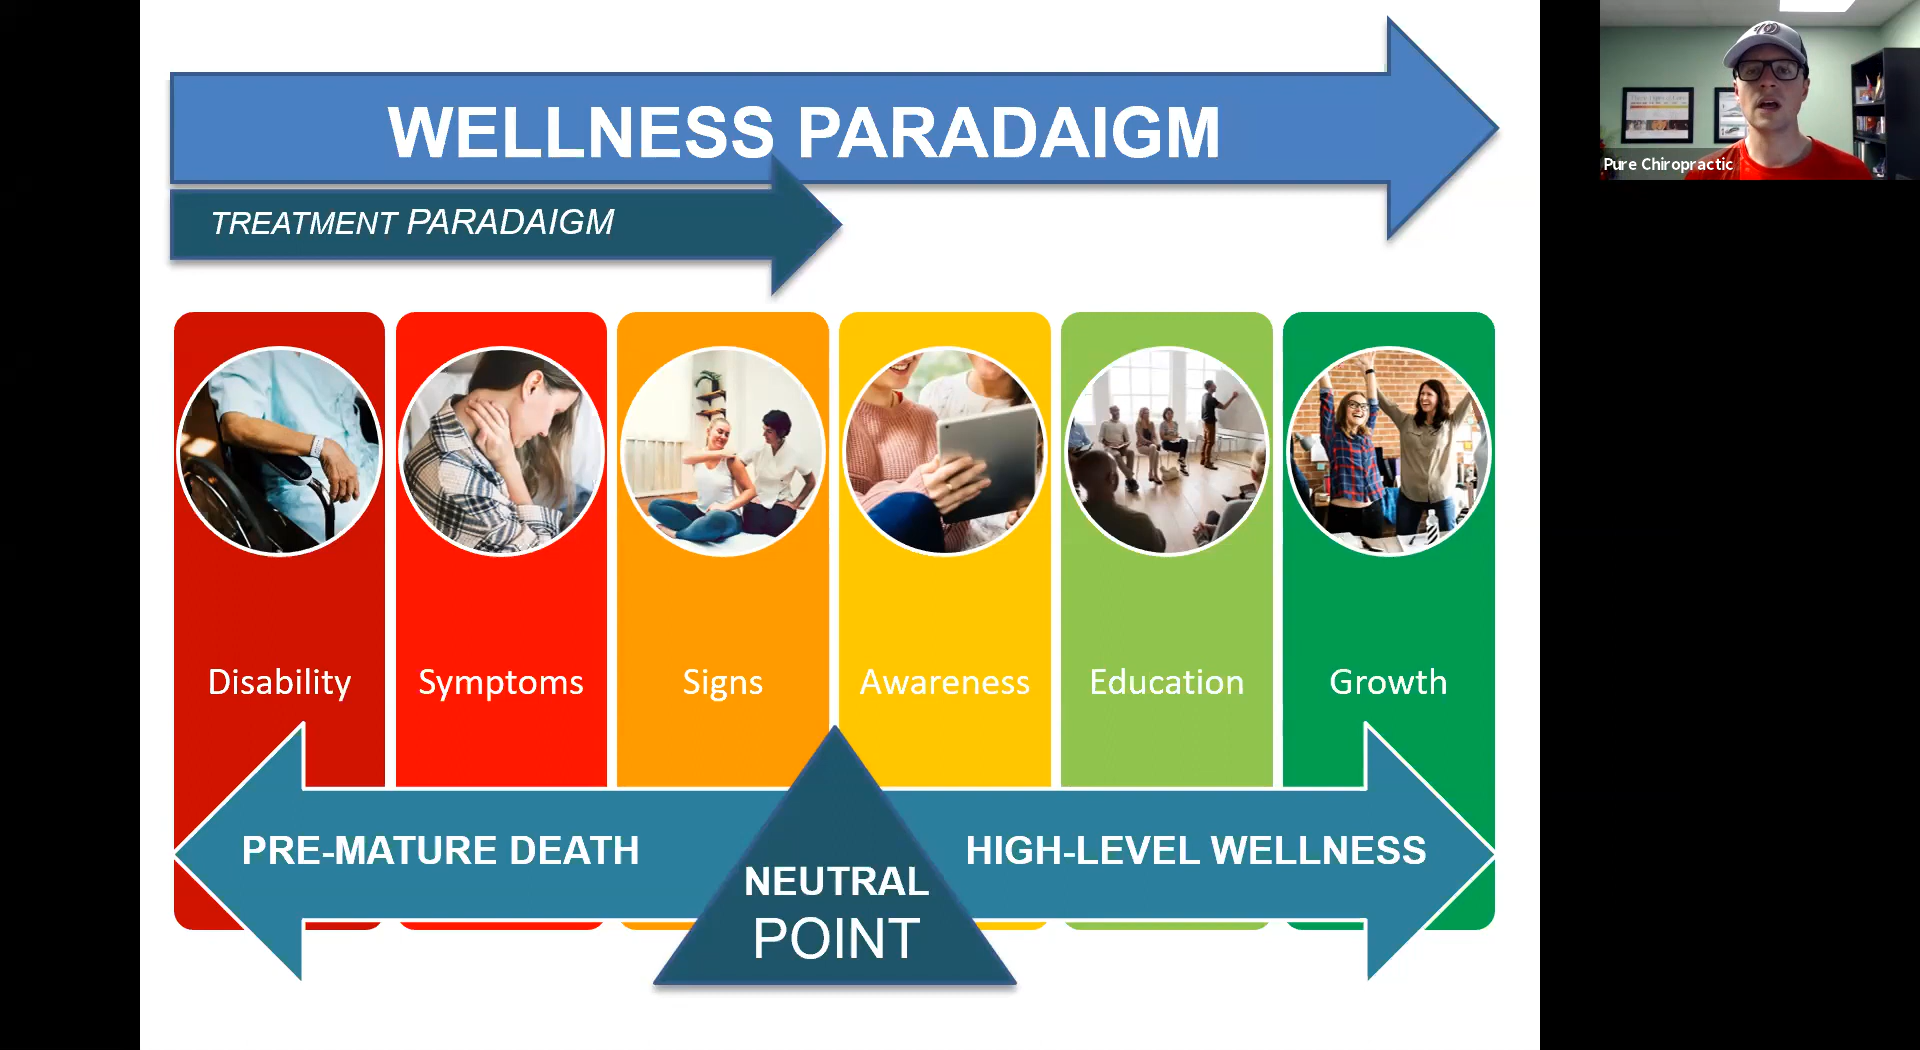 WELLNESS PARADAIGM
TREATMENT PARADAIGM
Pure Chiropractic
Disability
Symptoms
Signs
Awareness
Education
Growth
PRE-MATURE DEATH
HIGH-LEVEL WELLNESS
NEUTRAL
POINT